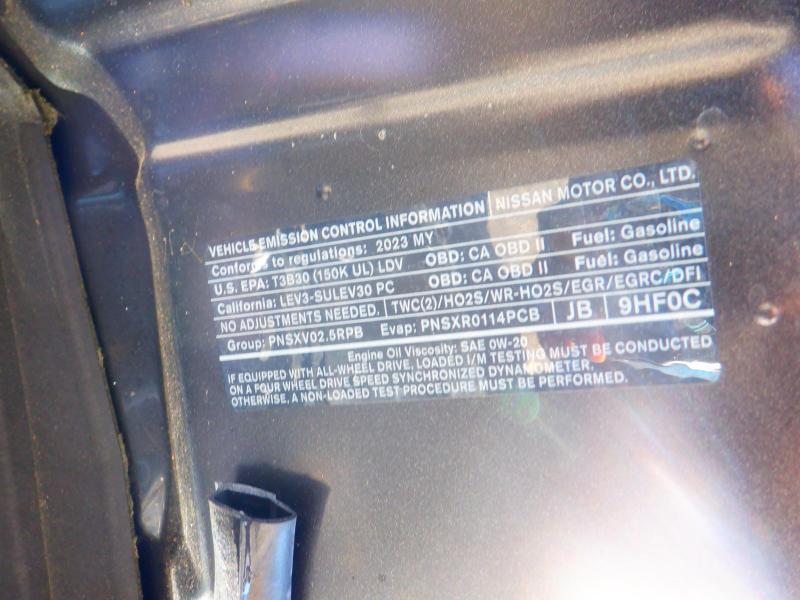 VEHICLE EMISSION CONTROL INFORMATION NISSAN MOTOR CO., LTD.
Conforms to regulations: 2023 MY
U.S. EPA: T3B30 (150K UL) LDV OBD: CA OBD II Fuel: Gasoline
California: LEV3-SULEV30 PC OBD: CA OBD II Fuel: Gasoline
NO ADJUSTMENTS NEEDED. TWC(2)/HO2S/WR-HO2S/EGR/EGRC/DFI
Group: PNSXV02.5RPB Evap: PNSXR0114PCB JB 9HF0C
Engine Oil Viscosity: SAE 0W-20
IF EQUIPPED WITH ALL-WHEEL DRIVE, LOADED I/M TESTING MUST BE CONDUCTED
ON A FOUR WHEEL DRIVE SPEED SYNCHRONIZED DYNAMOMETER.
OTHERWISE, A NON-LOADED TEST PROCEDURE MUST BE PERFORMED.